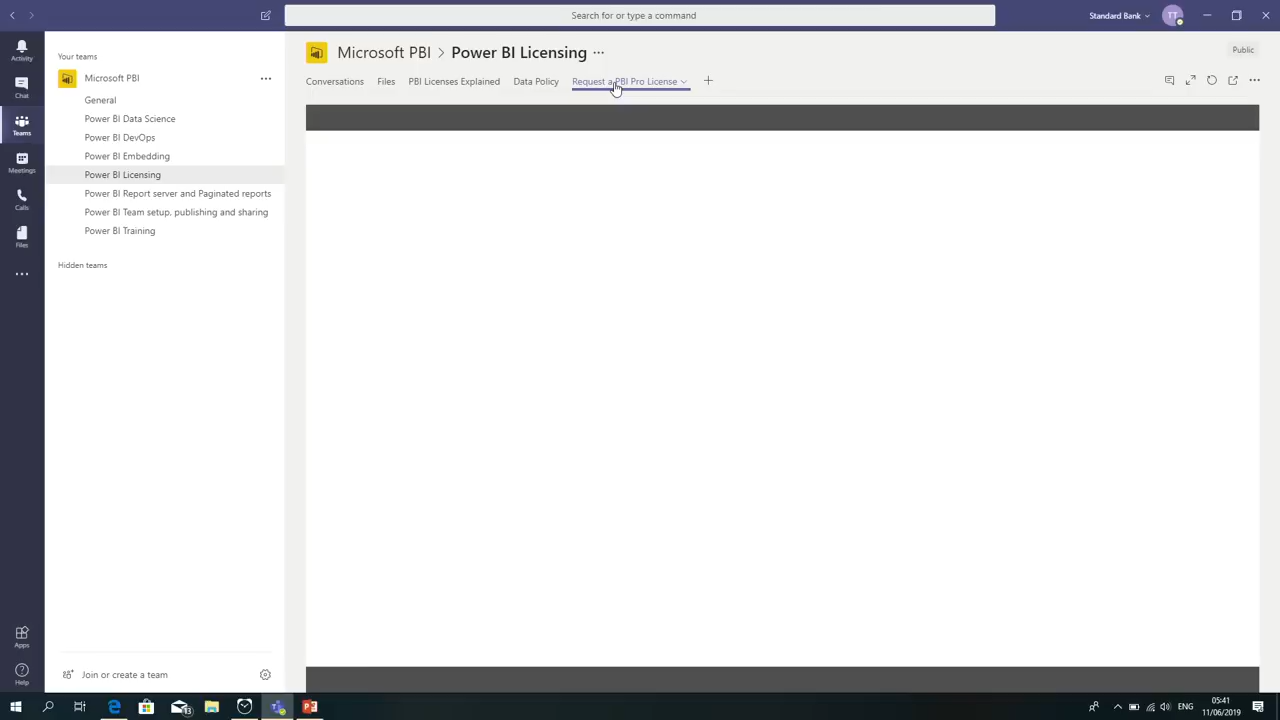 Search for or type a command
Standard Bank
TT
Activity
Chat
Teams
Meetings
Calls
Files
Apps
Help
Your teams
Microsoft PBI
General
Power BI Data Science
Power BI DevOps
Power BI Embedding
Power BI Licensing
Power BI Report server and Paginated reports
Power BI Team setup, publishing and sharing
Power BI Training
Hidden teams
Join or create a team
Microsoft PBI > Power BI Licensing ···
Public
Conversations Files PBI Licenses Explained Data Policy Request a PBI Pro License
ENG
05:41
11/06/2019